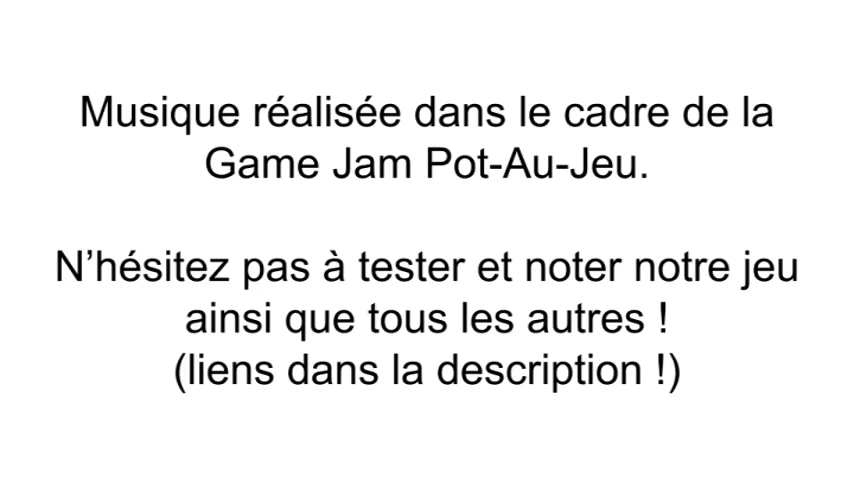 Musique réalisée dans le cadre de la
Game Jam Pot-Au-Jeu.
N’hésitez pas à tester et noter notre jeu
ainsi que tous les autres !
(liens dans la description !)